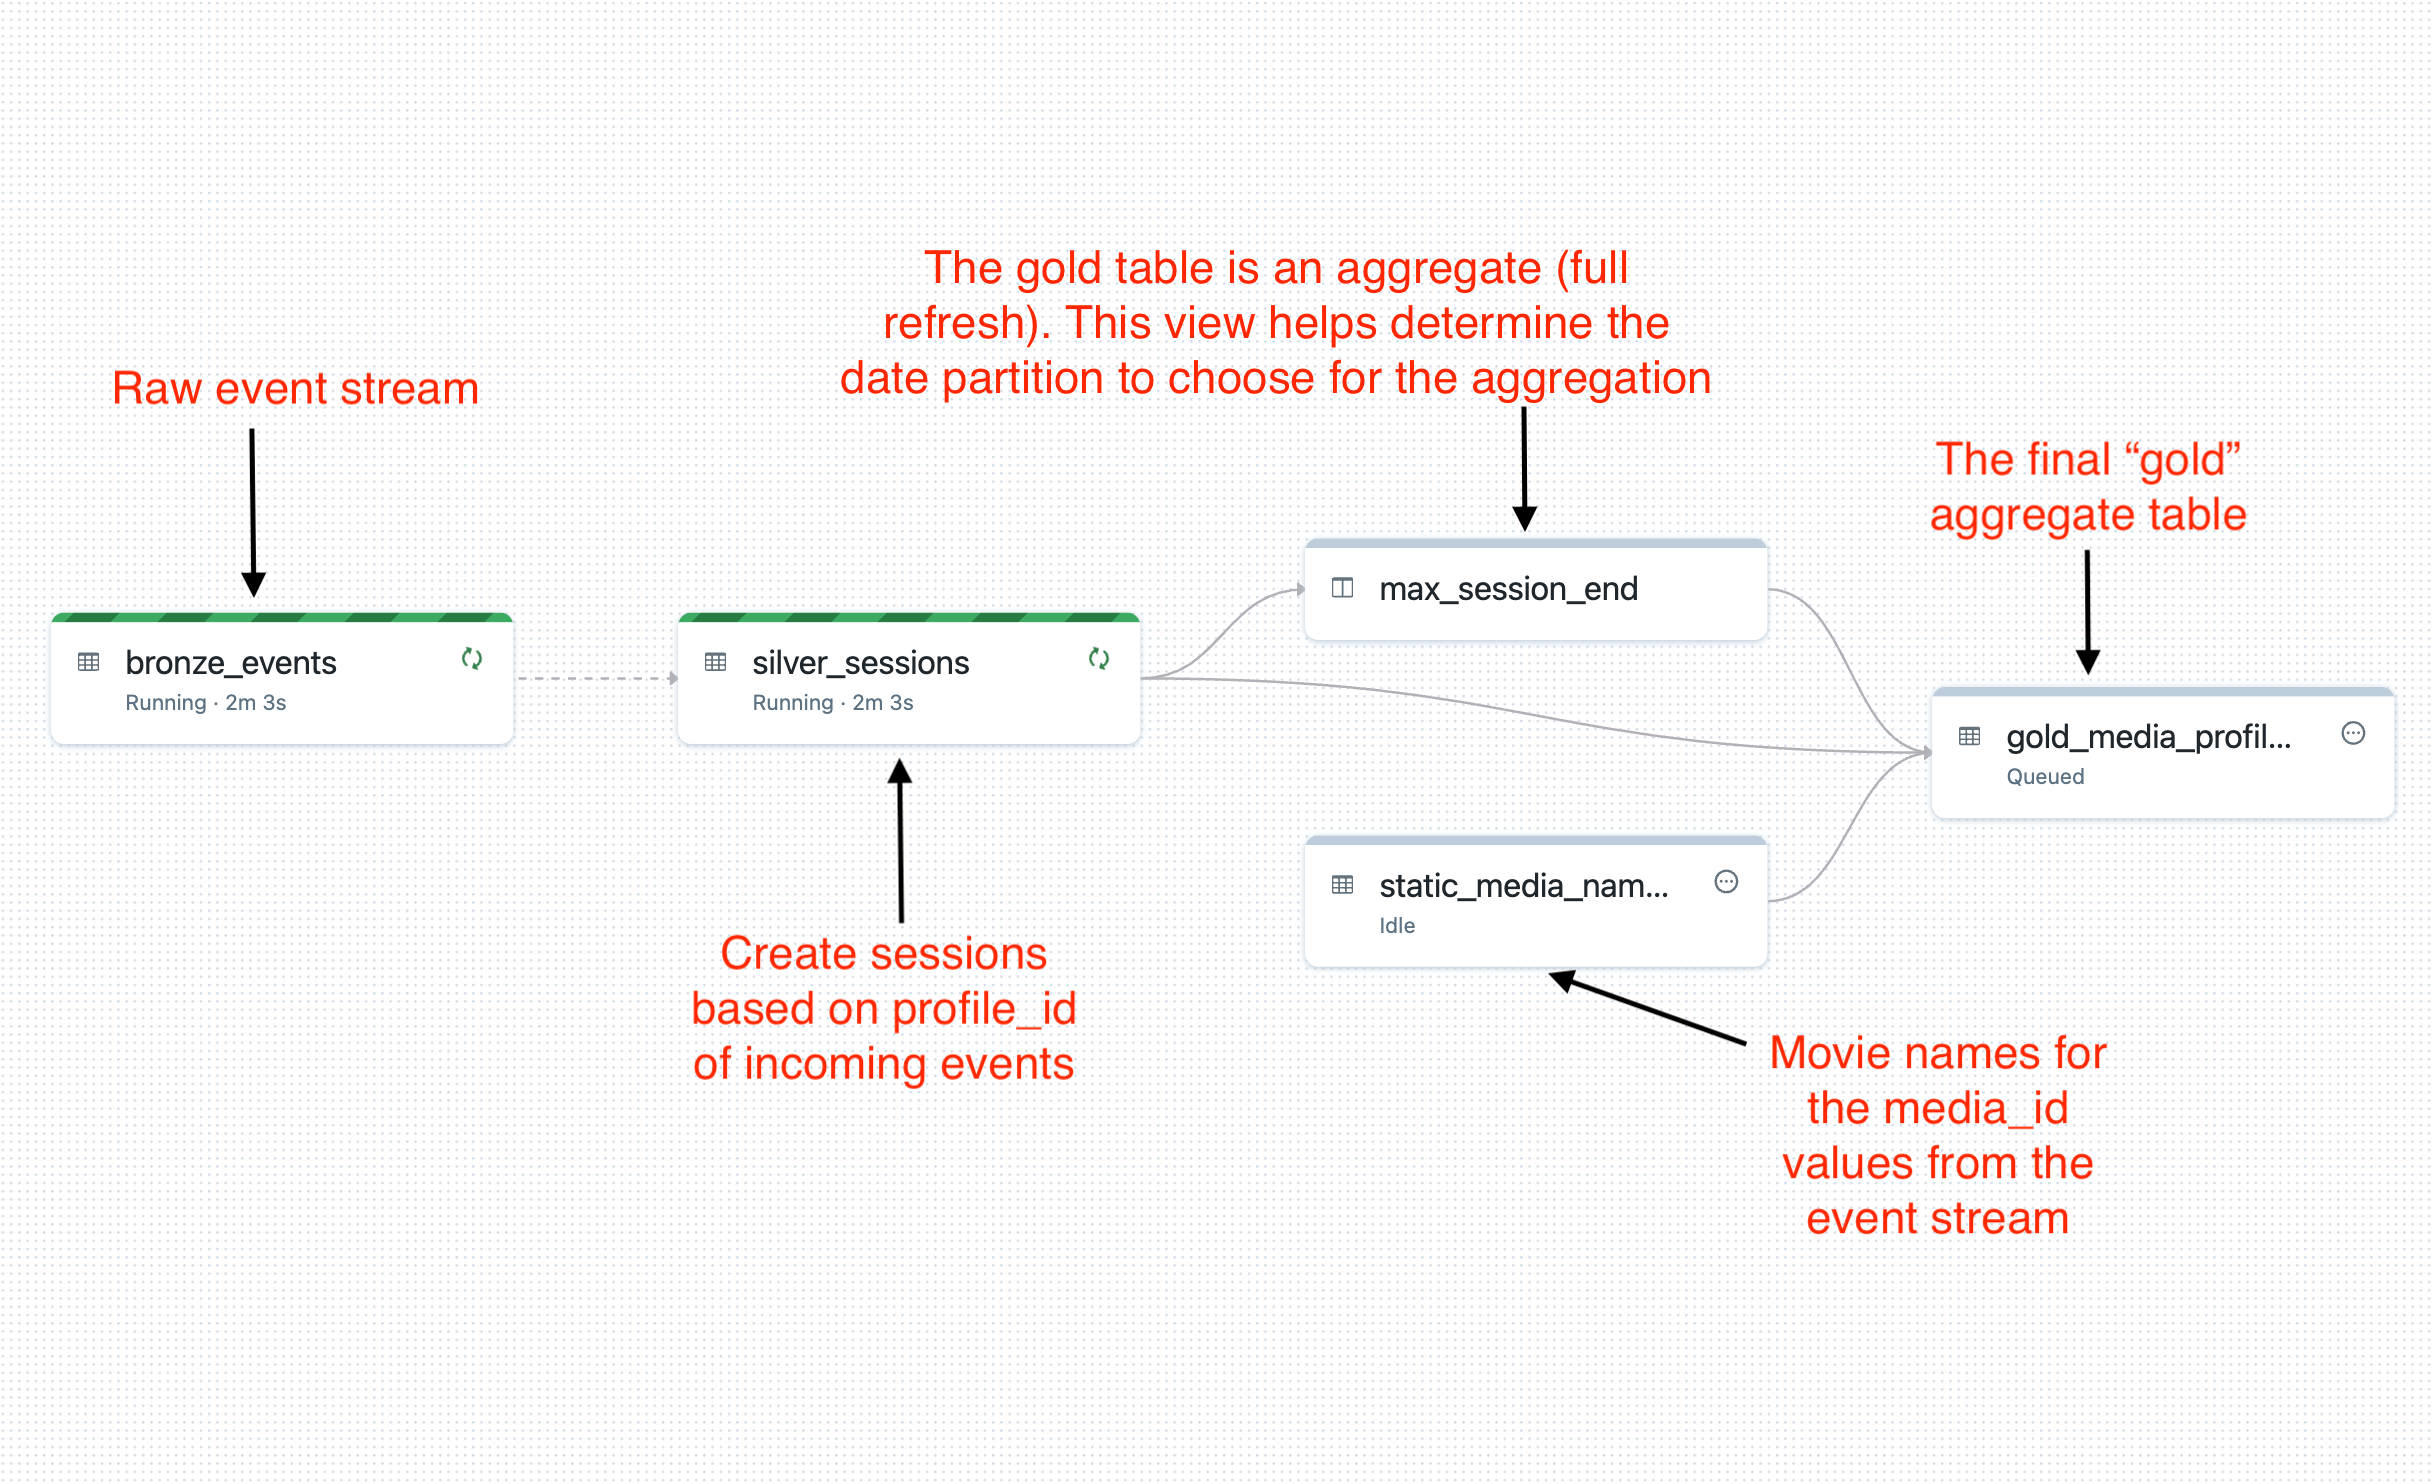 The gold table is an aggregate (full
refresh). This view helps determine the
date partition to choose for the aggregation
Raw event stream
The final “gold”
aggregate table
max_session_end
bronze_events
Running · 2m 3s
silver_sessions
Running · 2m 3s
gold_media_profil...
Queued
static_media_nam...
Idle
Create sessions
based on profile_id
of incoming events
Movie names for
the media_id
values from the
event stream